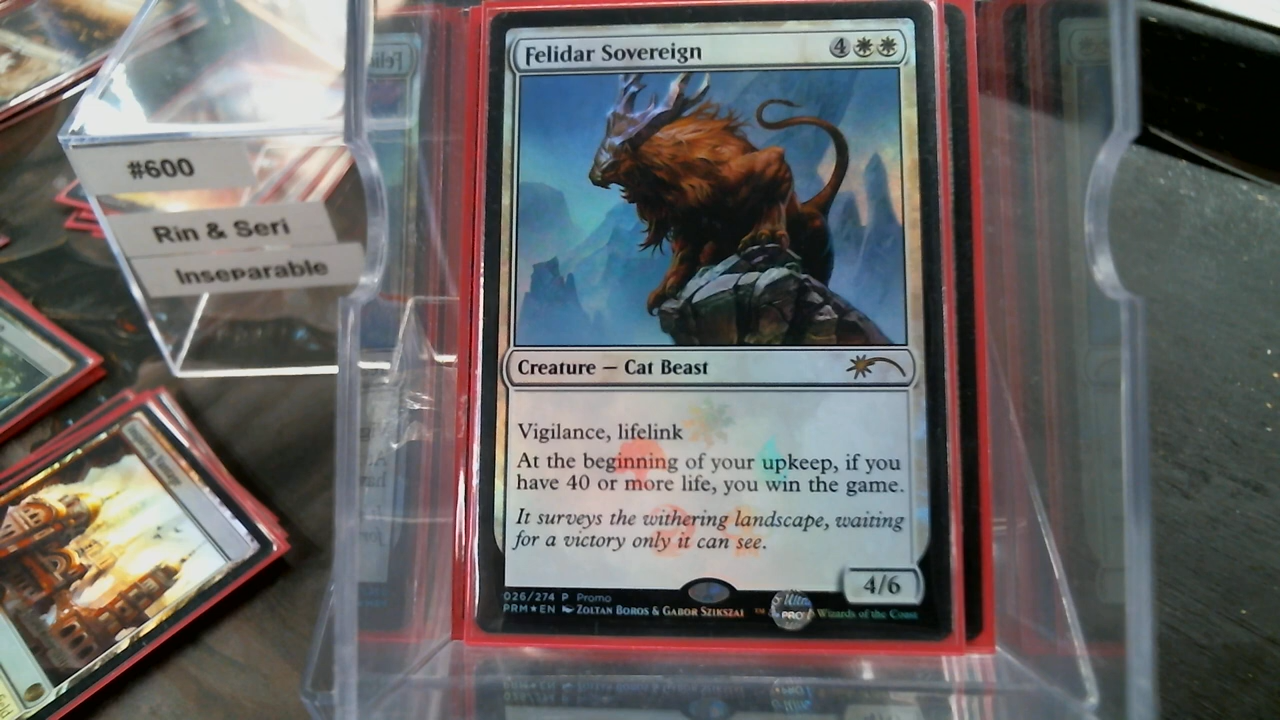 #600
Rin & Seri
Inseparable
Felidar Sovereign
4
Creature — Cat Beast
Vigilance, lifelink
At the beginning of your upkeep, if you
have 40 or more life, you win the game.
It surveys the withering landscape, waiting
for a victory only it can see.
4/6
026/274 P Promo
PRM★EN Zoltan Boros & Gabor Szikszai ™ Wizards of the Coast
PRO